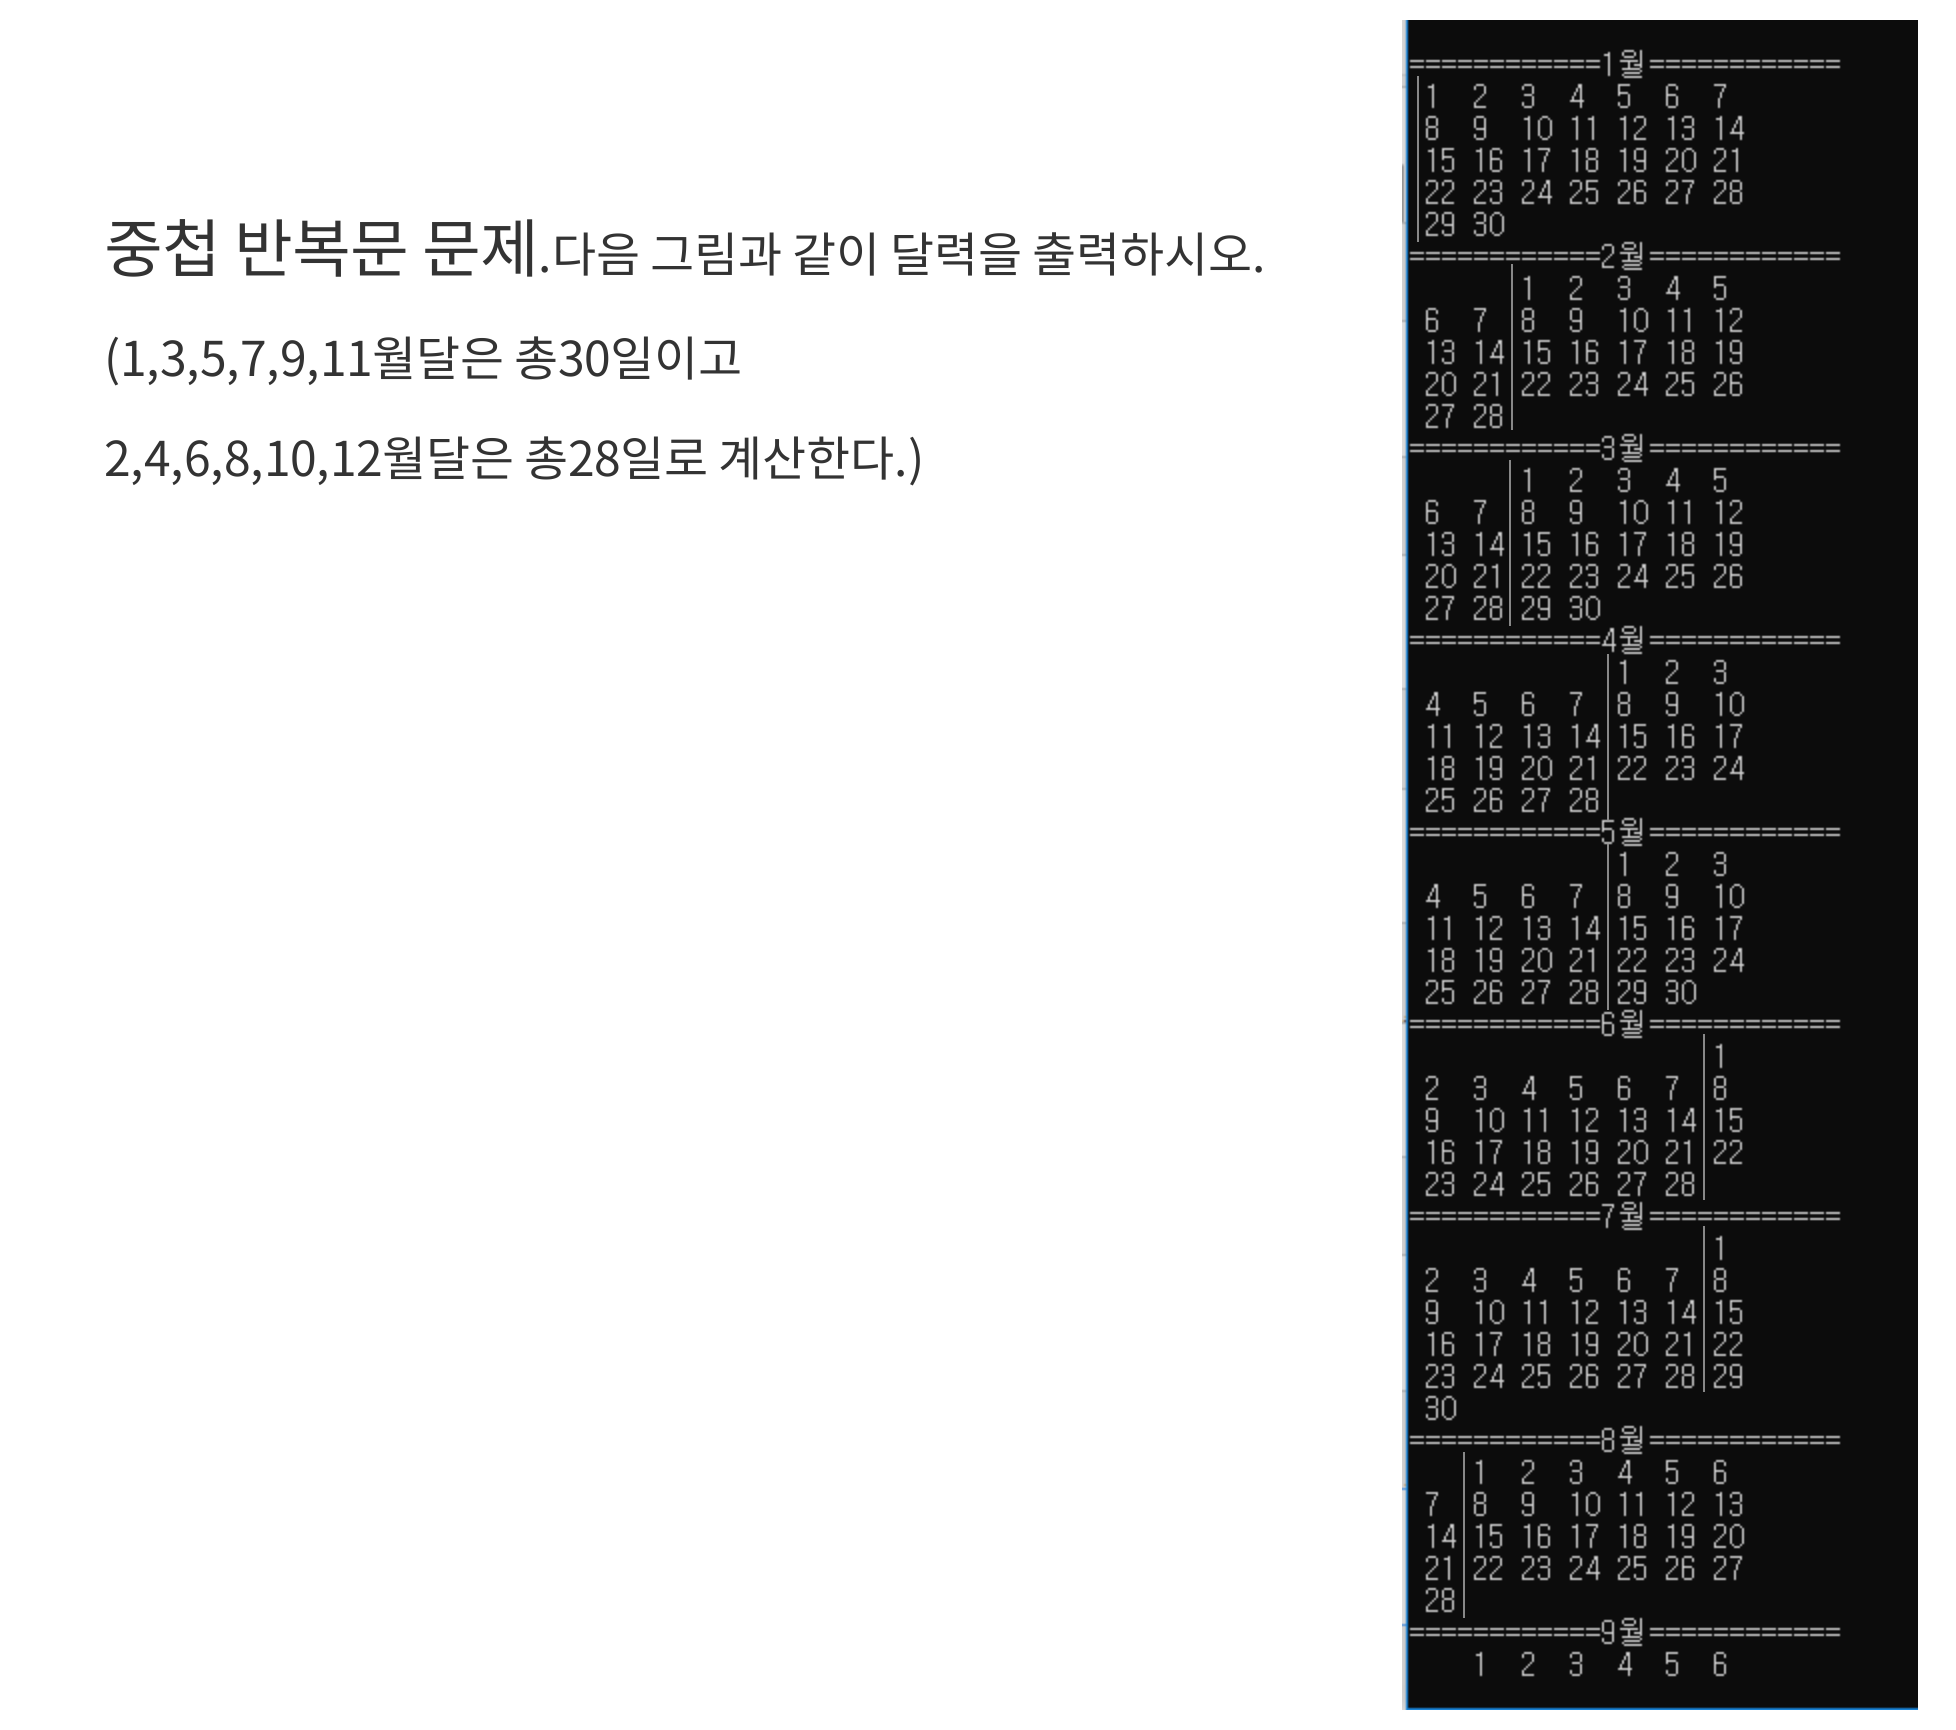 중첩 반복문 문제.다음 그림과 같이 달력을 출력하시오.
(1,3,5,7,9,11월달은 총30일이고
2,4,6,8,10,12월달은 총28일로 계산한다.)
============1월============
1 2 3 4 5 6 7
8 9 10 11 12 13 14
15 16 17 18 19 20 21
22 23 24 25 26 27 28
29 30
============2월============
1 2 3 4 5
6 7 8 9 10 11 12
13 14 15 16 17 18 19
20 21 22 23 24 25 26
27 28
============3월============
1 2 3 4 5
6 7 8 9 10 11 12
13 14 15 16 17 18 19
20 21 22 23 24 25 26
27 28 29 30
============4월============
1 2 3
4 5 6 7 8 9 10
11 12 13 14 15 16 17
18 19 20 21 22 23 24
25 26 27 28
============5월============
1 2 3
4 5 6 7 8 9 10
11 12 13 14 15 16 17
18 19 20 21 22 23 24
25 26 27 28 29 30
============6월============
1
2 3 4 5 6 7 8
9 10 11 12 13 14 15
16 17 18 19 20 21 22
23 24 25 26 27 28
============7월============
1
2 3 4 5 6 7 8
9 10 11 12 13 14 15
16 17 18 19 20 21 22
23 24 25 26 27 28 29
30
============8월============
1 2 3 4 5 6
7 8 9 10 11 12 13
14 15 16 17 18 19 20
21 22 23 24 25 26 27
28
============9월============
1 2 3 4 5 6